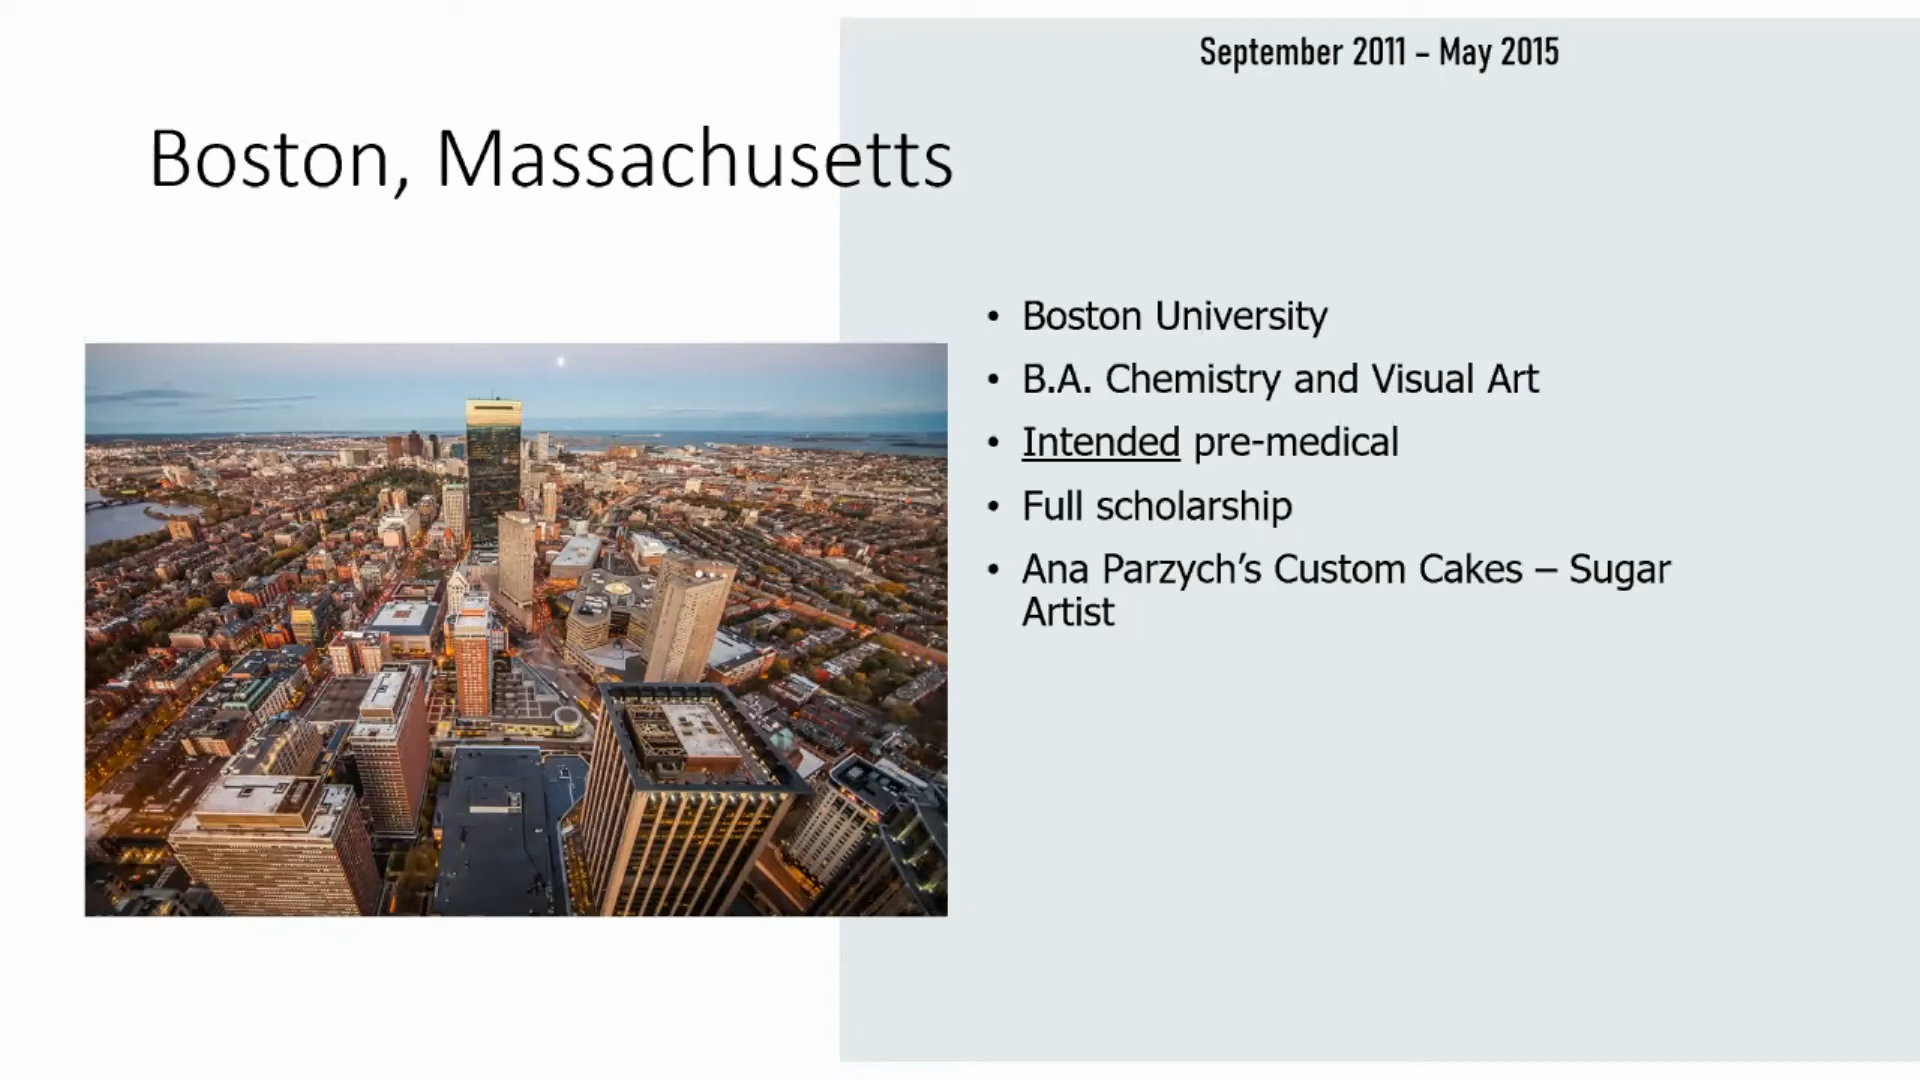 September 2011 – May 2015
Boston, Massachusetts
• Boston University
• B.A. Chemistry and Visual Art
• Intended pre-medical
• Full scholarship
• Ana Parzych’s Custom Cakes – Sugar
Artist